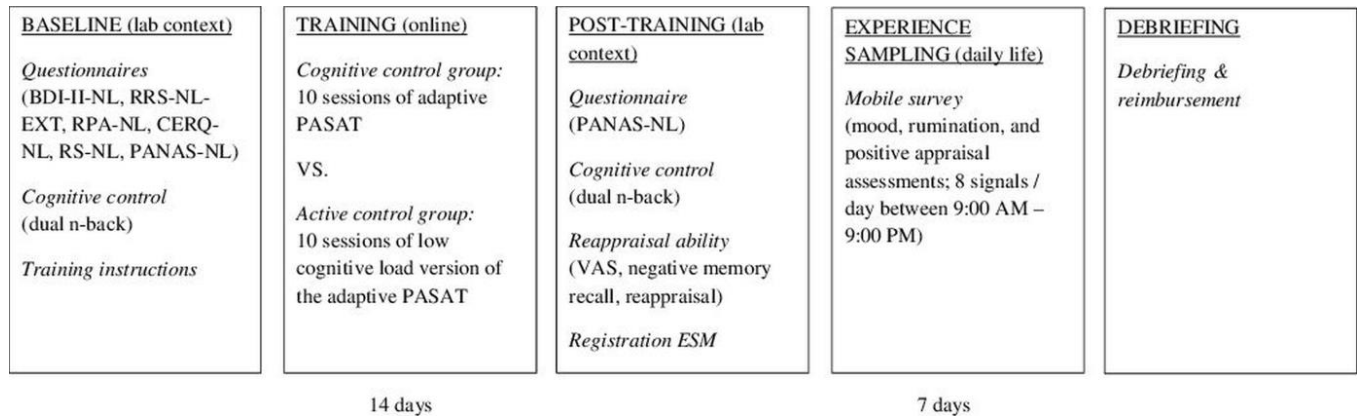 BASELINE (lab context)
Questionnaires
(BDI-II-NL, RRS-NL-
EXT, RPA-NL, CERQ-
NL, RS-NL, PANAS-NL)
Cognitive control
(dual n-back)
Training instructions
TRAINING (online)
Cognitive control group:
10 sessions of adaptive
PASAT
VS.
Active control group:
10 sessions of low
cognitive load version of
the adaptive PASAT
POST-TRAINING (lab
context)
Questionnaire
(PANAS-NL)
Cognitive control
(dual n-back)
Reappraisal ability
(VAS, negative memory
recall, reappraisal)
Registration ESM
EXPERIENCE
SAMPLING (daily life)
Mobile survey
(mood, rumination, and
positive appraisal
assessments; 8 signals /
day between 9:00 AM –
9:00 PM)
DEBRIEFING
Debriefing &
reimbursement
14 days
7 days